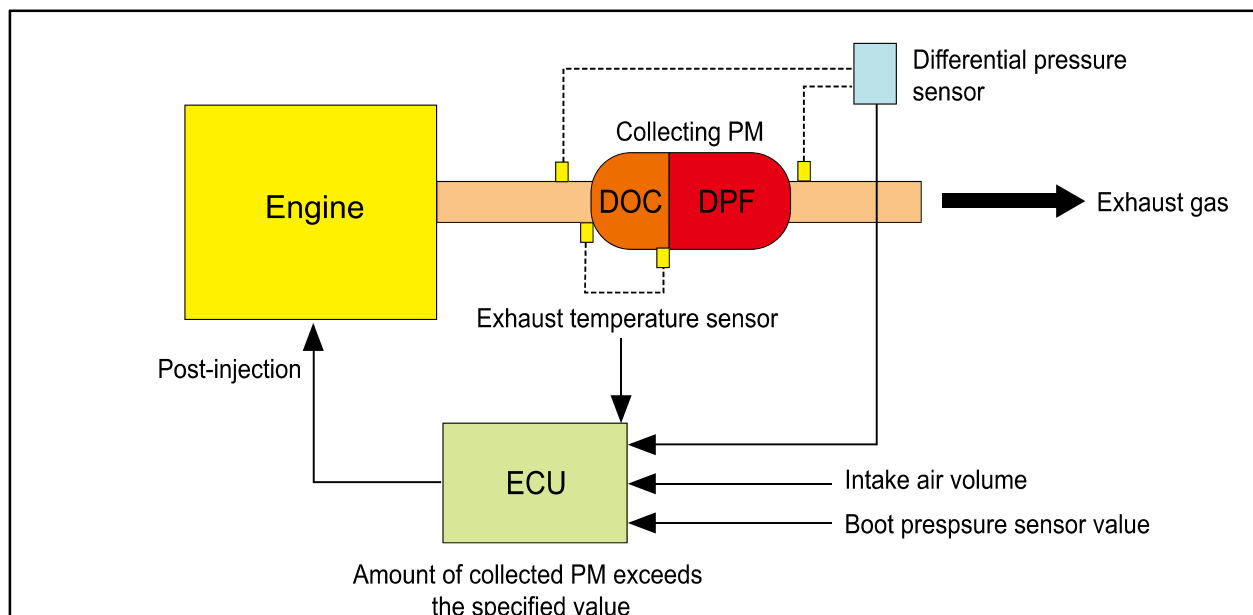 Differential pressure
sensor
Collecting PM
Engine
DOC
DPF
Exhaust gas
Exhaust temperature sensor
Post-injection
ECU
Intake air volume
Boot prespsure sensor value
Amount of collected PM exceeds
the specified value